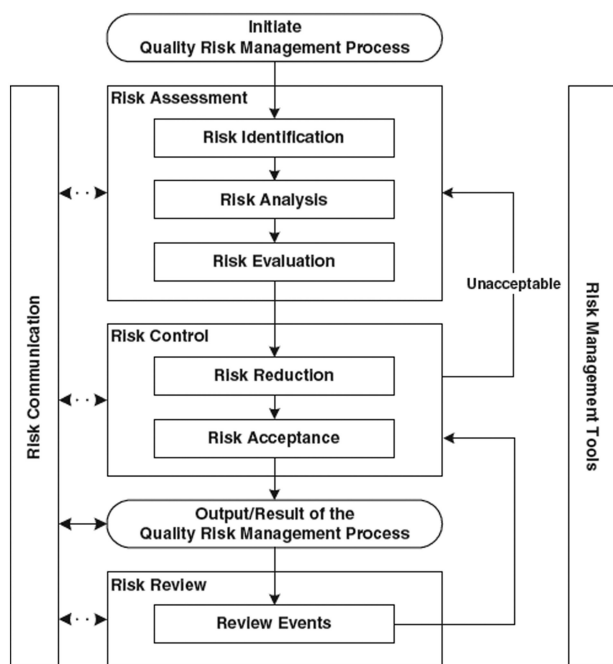 Initiate
Quality Risk Management Process
Risk Assessment
Risk Identification
Risk Analysis
Risk Evaluation
Unacceptable
Risk Control
Risk Reduction
Risk Acceptance
Output/Result of the
Quality Risk Management Process
Risk Review
Review Events
Risk Communication
Risk Management Tools